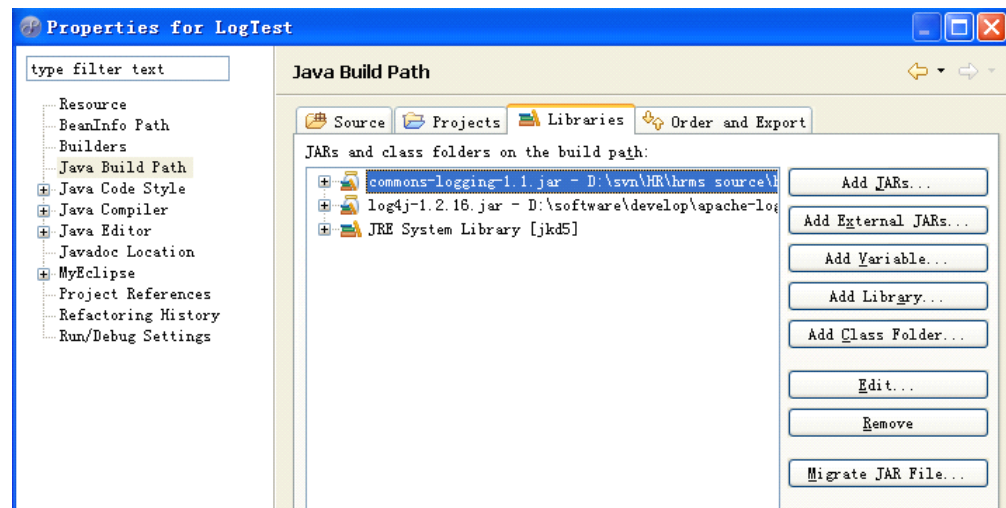 Properties for LogTest
type filter text
Resource
BeanInfo Path
Builders
Java Build Path
Java Code Style
Java Compiler
Java Editor
Javadoc Location
MyEclipse
Project References
Refactoring History
Run/Debug Settings
Java Build Path
Source Projects Libraries Order and Export
JARs and class folders on the build path:
commons-logging-1.1.jar - D:\svn\HR\hrms source\
log4j-1.2.16.jar - D:\software\develop\apache-log
JRE System Library [jkd5]
Add JARs...
Add External JARs...
Add Variable...
Add Library...
Add Class Folder...
Edit...
Remove
Migrate JAR File...